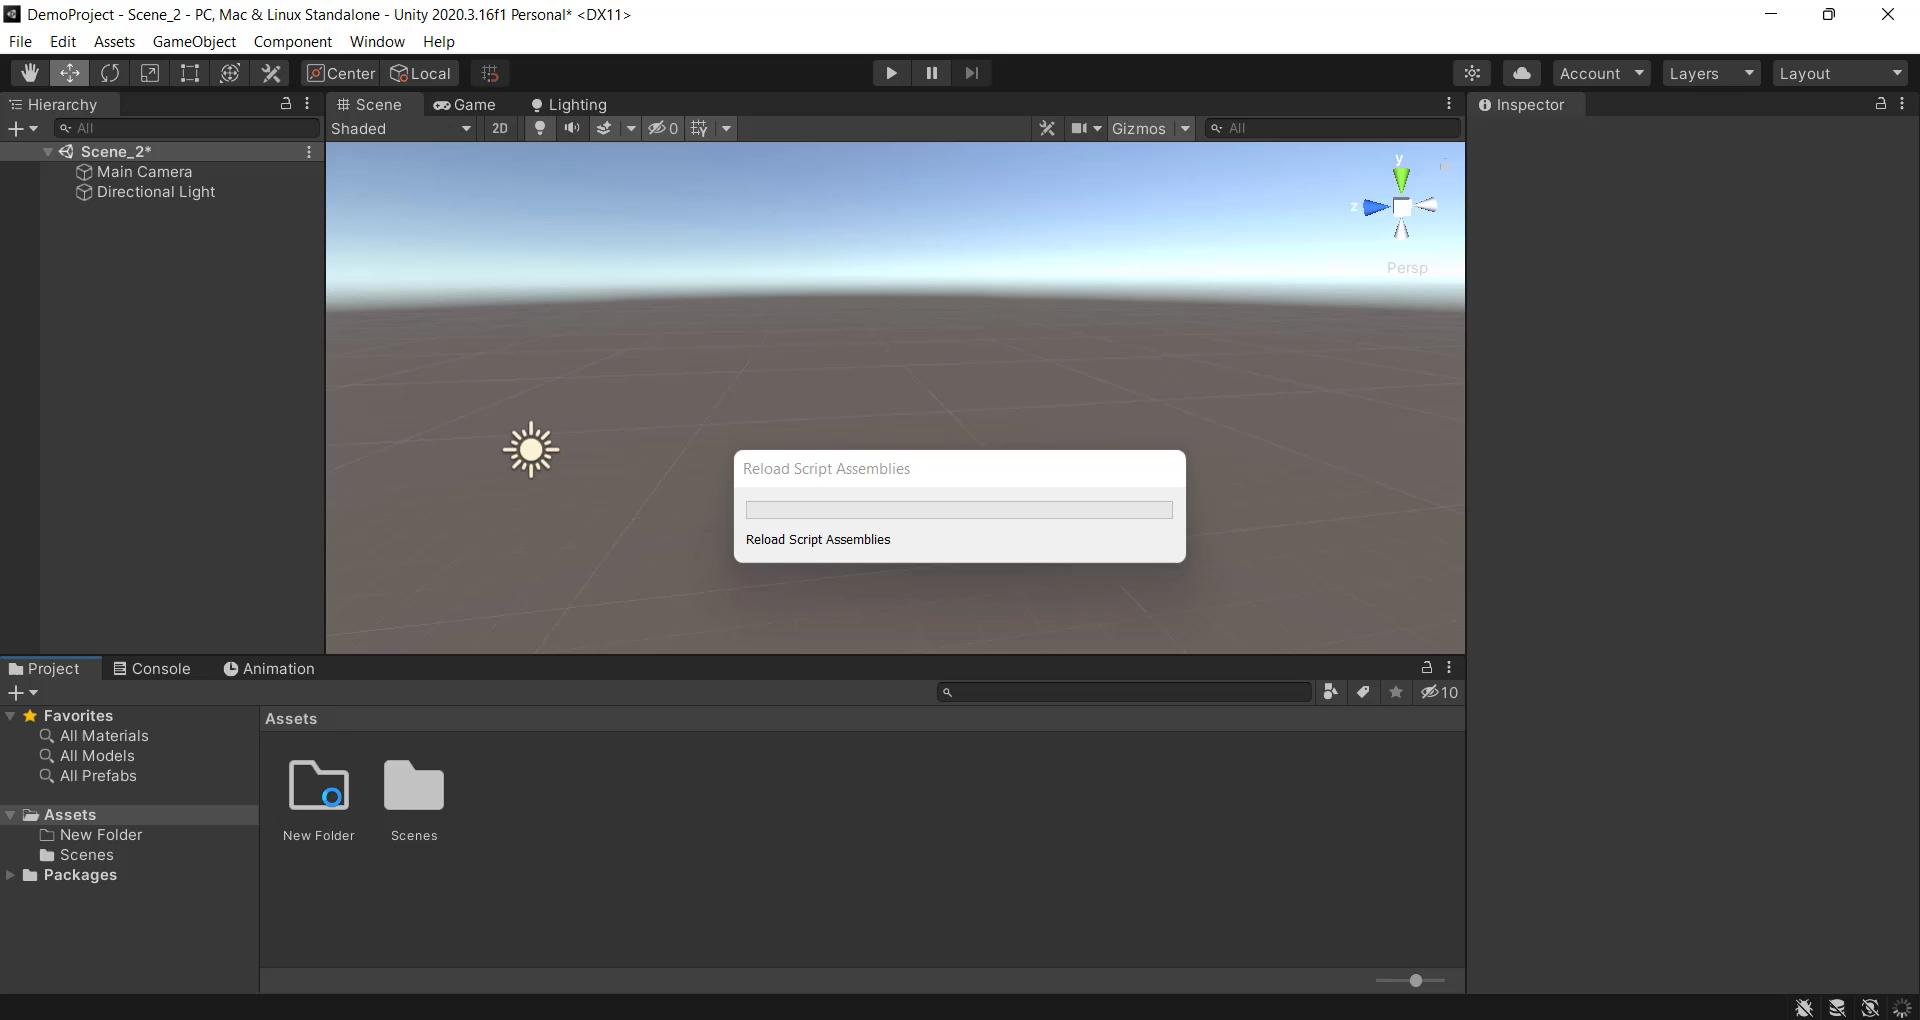 DemoProject - Scene_2 - PC, Mac & Linux Standalone - Unity 2020.3.16f1 Personal* <DX11>
File Edit Assets GameObject Component Window Help
Center Local Account Layers Layout
Hierarchy
All
Scene_2*
Main Camera
Directional Light
Scene Game Lighting
Shaded 2D 0 Gizmos All
y
z
Persp
Reload Script Assemblies
Reload Script Assemblies
Inspector
Project Console Animation
10
Favorites
All Materials
All Models
All Prefabs
Assets
New Folder
Scenes
Packages
Assets
New Folder Scenes